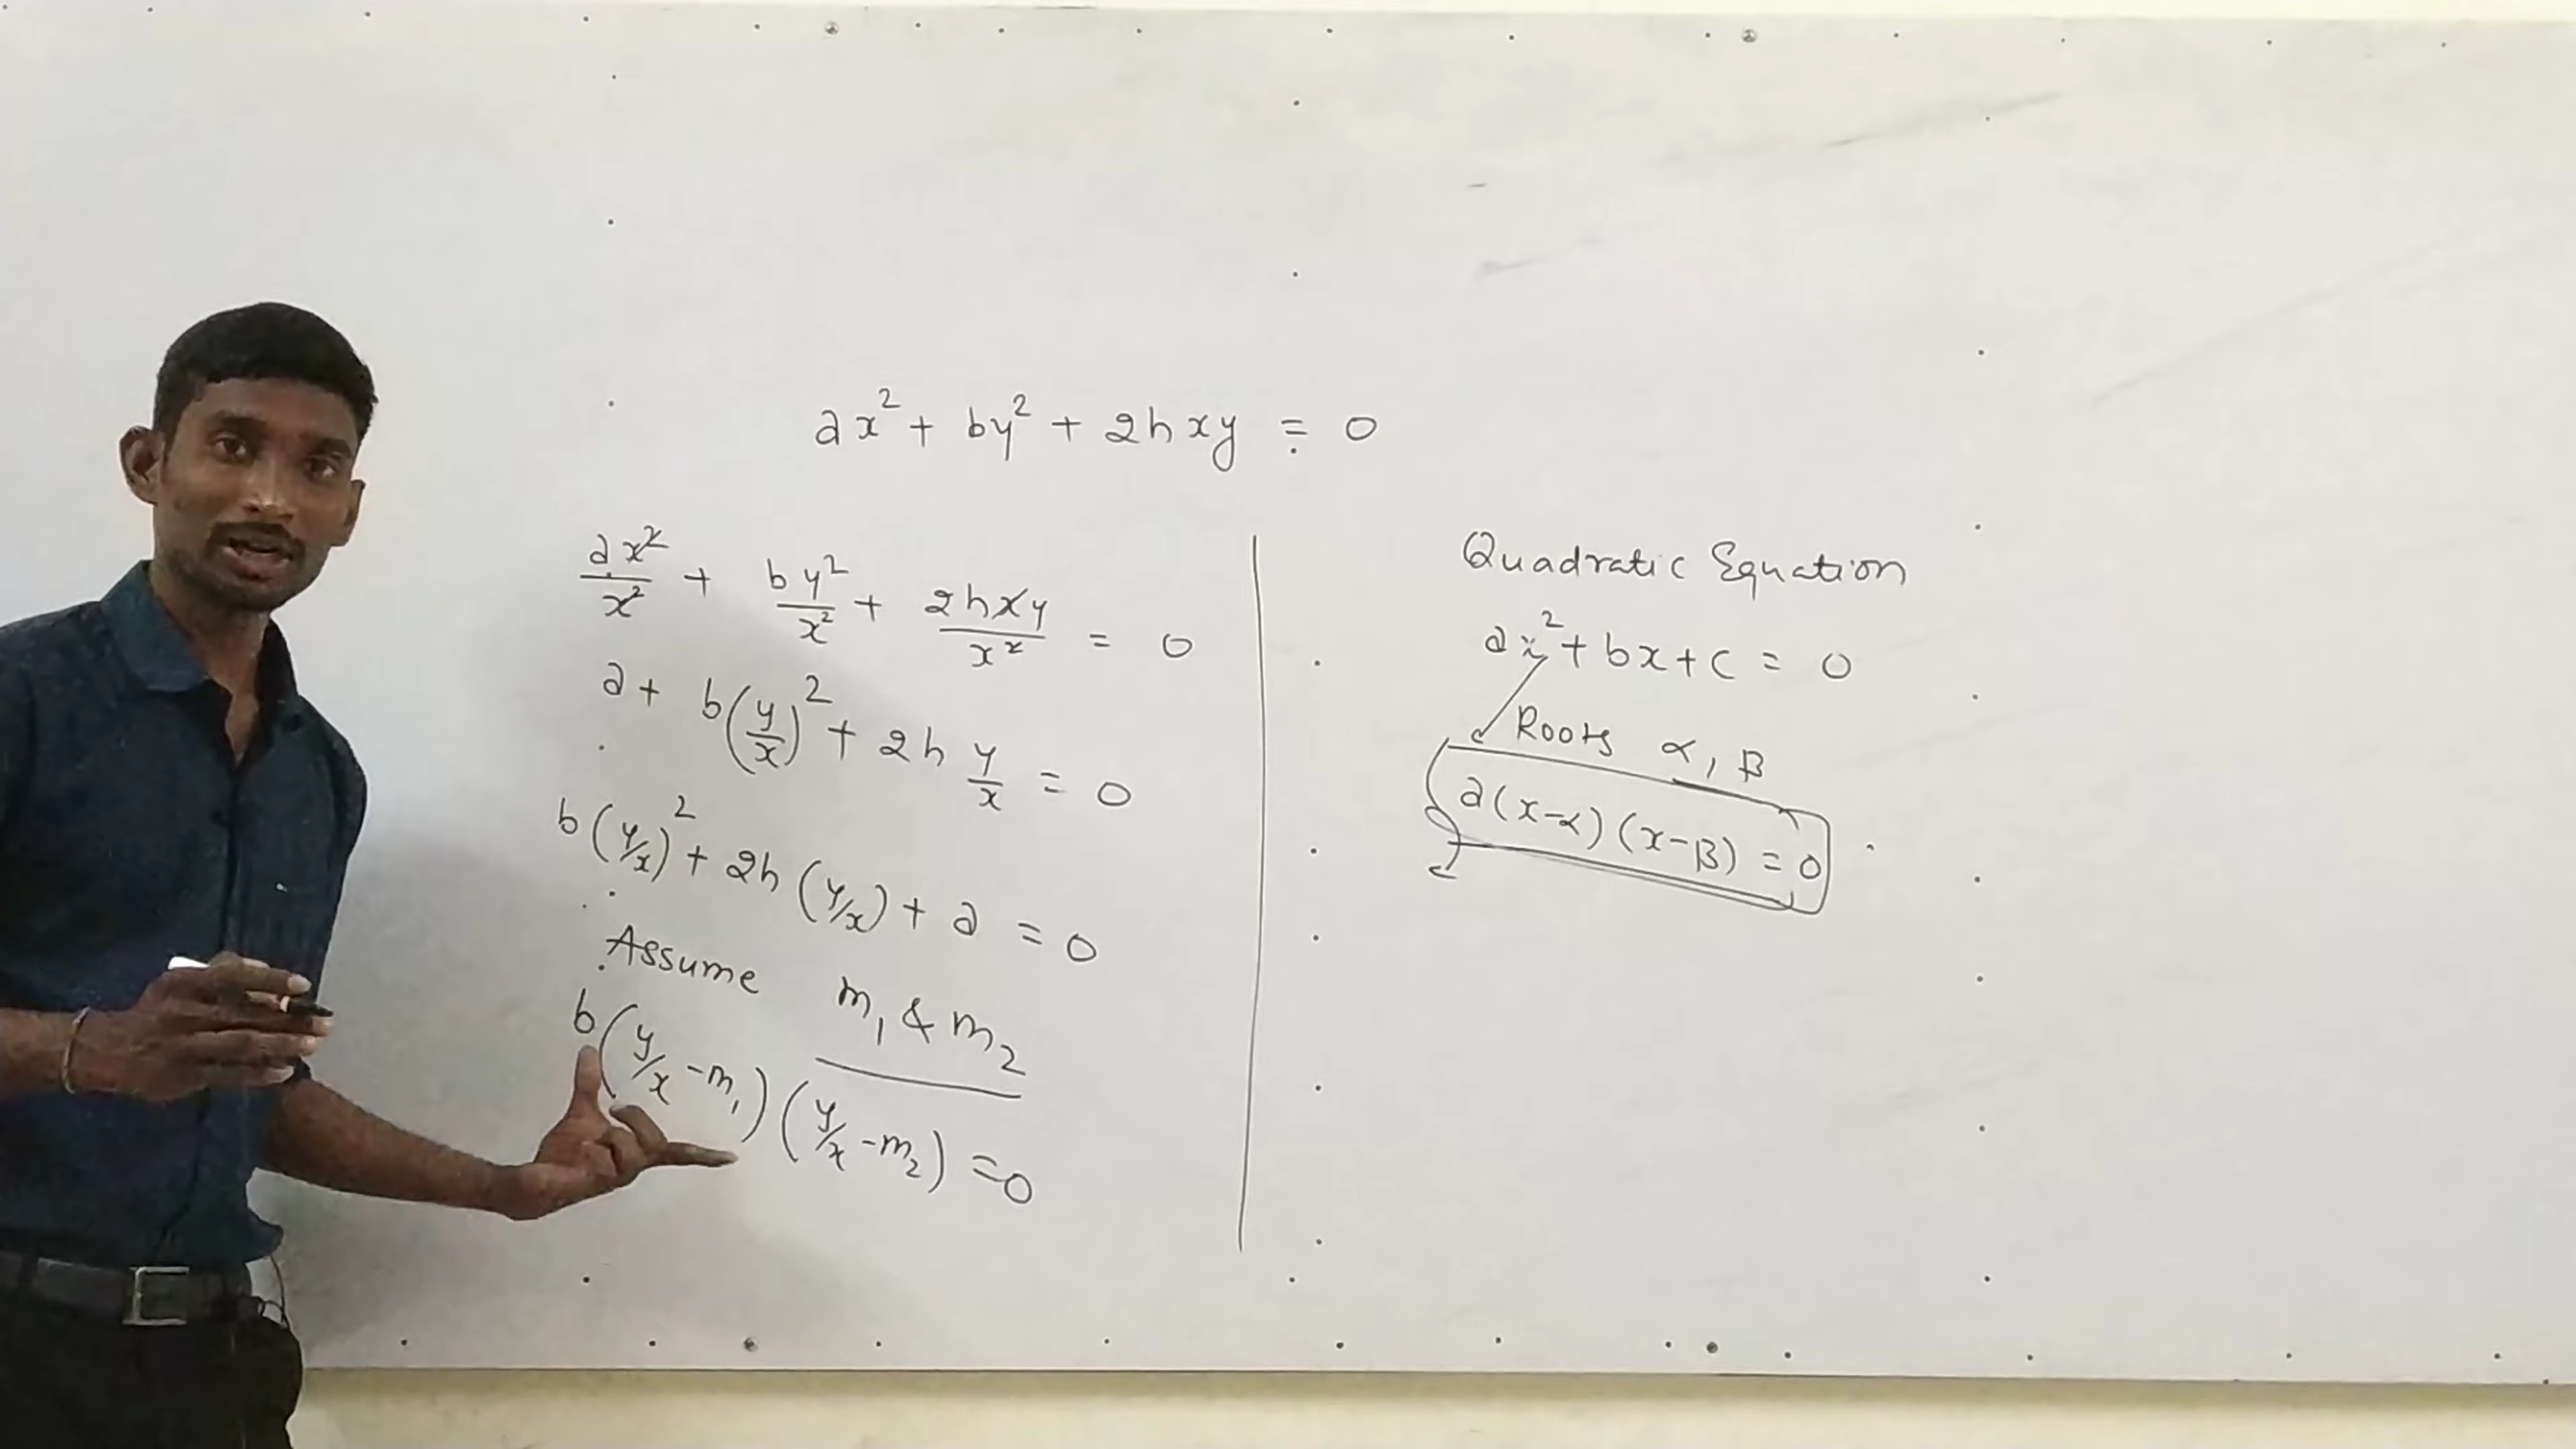 ax² + by² + 2hxy = 0
ax²/x² + by²/x² + 2hxy/x² = 0
a + b(y/x)² + 2h y/x = 0
b(y/x)² + 2h(y/x) + a = 0
Assume m₁ & m₂
b(y/x - m₁)(y/x - m₂) = 0
Quadratic Equation
ax² + bx + c = 0
Roots α, β
a(x-α)(x-β) = 0